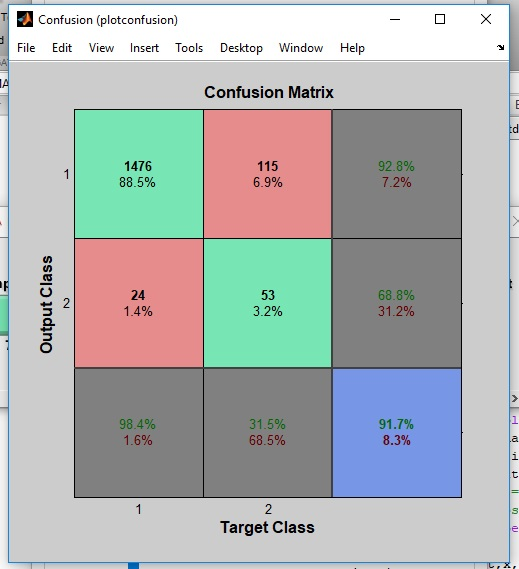 Confusion (plotconfusion)
File Edit View Insert Tools Desktop Window Help
Confusion Matrix
1476 115 92.8%
88.5% 6.9% 7.2%
1
24 53 68.8%
1.4% 3.2% 31.2%
2
98.4% 31.5% 91.7%
1.6% 68.5% 8.3%
1 2
Output Class
Target Class